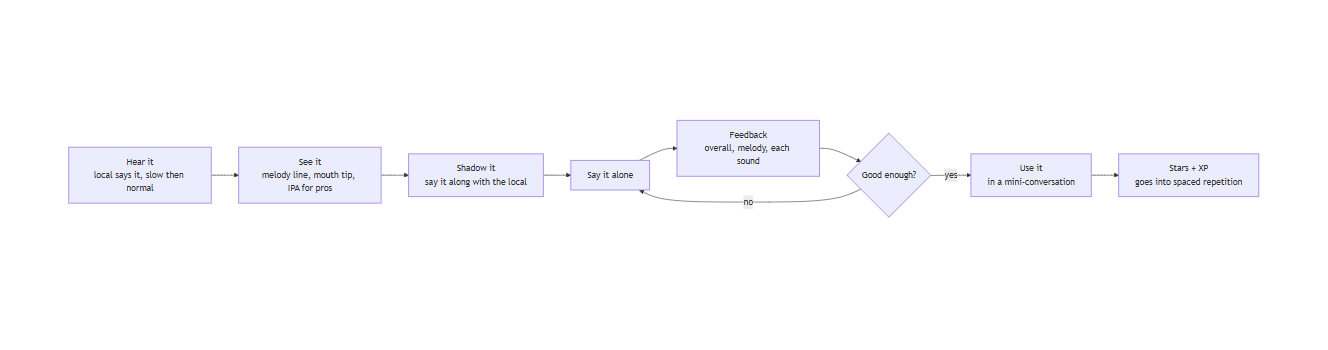 Hear it
local says it, slow then
normal
See it
melody line, mouth tip,
IPA for pros
Shadow it
say it along with the local
Say it alone
Feedback
overall, melody, each
sound
Good enough?
no
yes
Use it
in a mini-conversation
Stars + XP
goes into spaced repetition